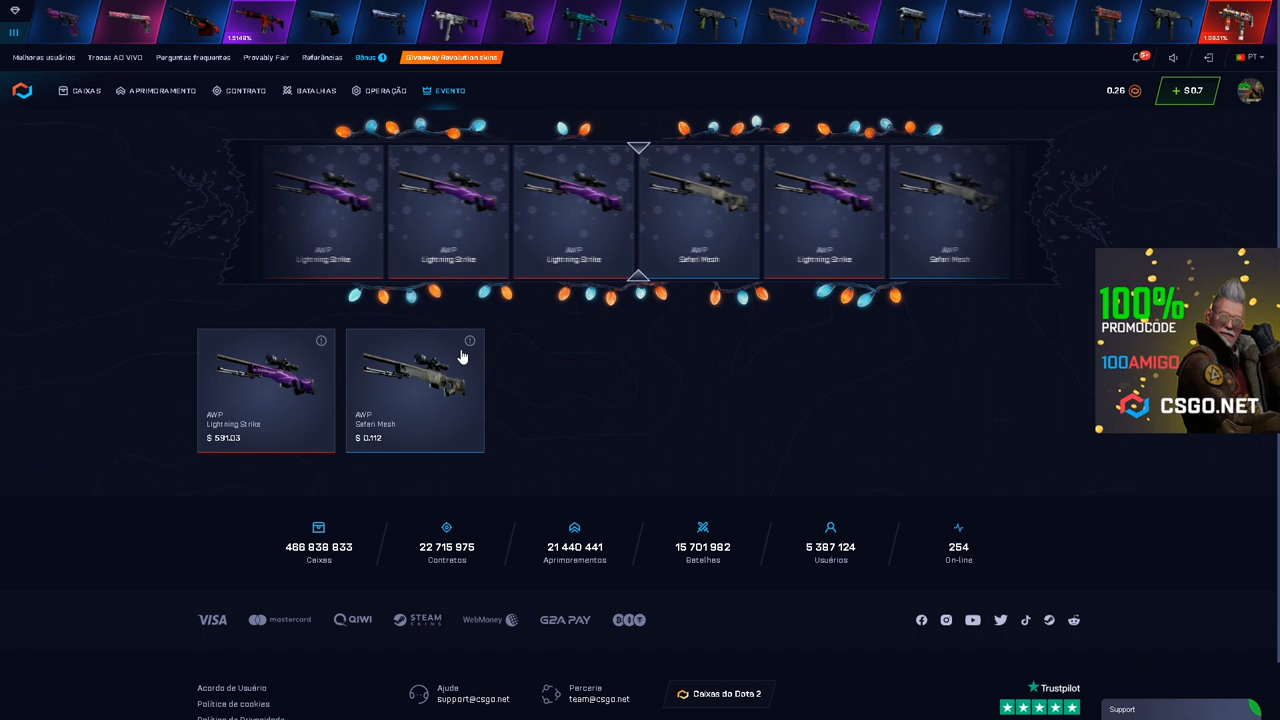 1.5149%
1.0931%
Melhores usuários
Trocas AO VIVO
Perguntas frequentes
Provably Fair
Referências
Bônus
Giveaway Revolution skins
5+
PT
CAIXAS
APRIMORAMENTO
CONTRATO
BATALHAS
OPERAÇÃO
EVENTO
0.26
+ $ 0.7
AWP
Lightning Strike
AWP
Lightning Strike
AWP
Lightning Strike
AWP
Safari Mesh
AWP
Lightning Strike
AWP
Safari Mesh
100%
PROMOCODE
100AMIGO
CSGO.NET
AWP
Lightning Strike
$ 591.03
AWP
Safari Mesh
$ 0.112
466 838 833
Caixas
22 715 975
Contratos
21 440 441
Aprimoramentos
15 701 982
Batalhas
5 387 124
Usuários
254
On-line
VISA
mastercard
QIWI
STEAM
SKINS
WebMoney
G2A PAY
Acordo de Usuário
Política de cookies
Ajuda
support@csgo.net
Parceria
team@csgo.net
Caixas do Dota 2
Trustpilot
Support